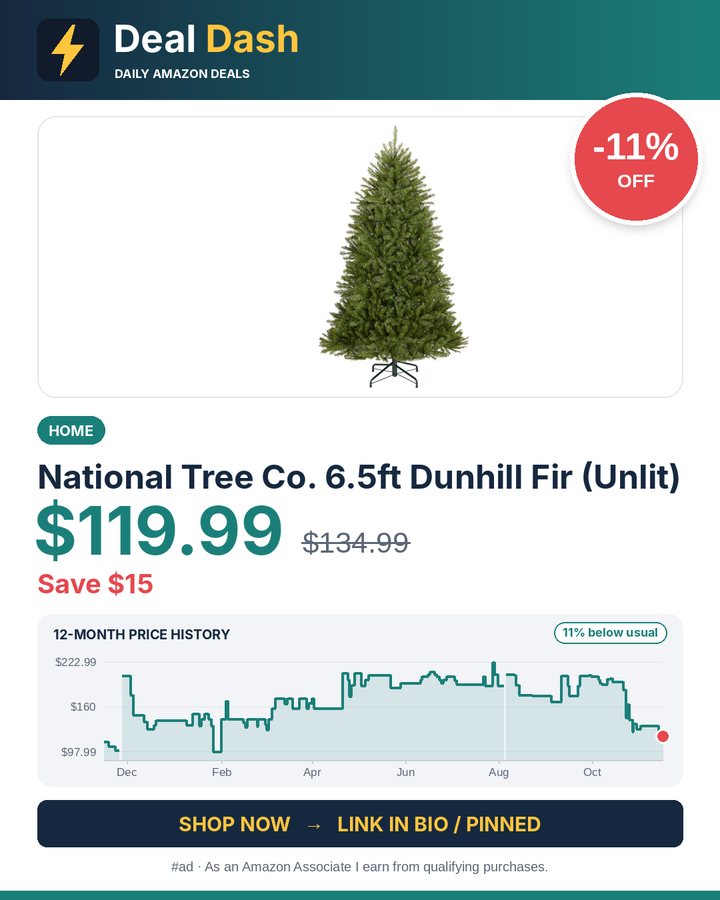 Deal Dash
DAILY AMAZON DEALS
-11%
OFF
HOME
National Tree Co. 6.5ft Dunhill Fir (Unlit)
$119.99 $134.99
Save $15
12-MONTH PRICE HISTORY
11% below usual
$222.99
$160
$97.99
Dec Feb Apr Jun Aug Oct
SHOP NOW → LINK IN BIO / PINNED
#ad · As an Amazon Associate I earn from qualifying purchases.